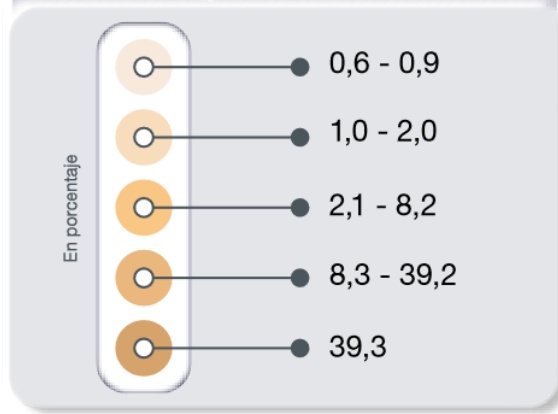 En porcentaje
0,6 - 0,9
1,0 - 2,0
2,1 - 8,2
8,3 - 39,2
39,3